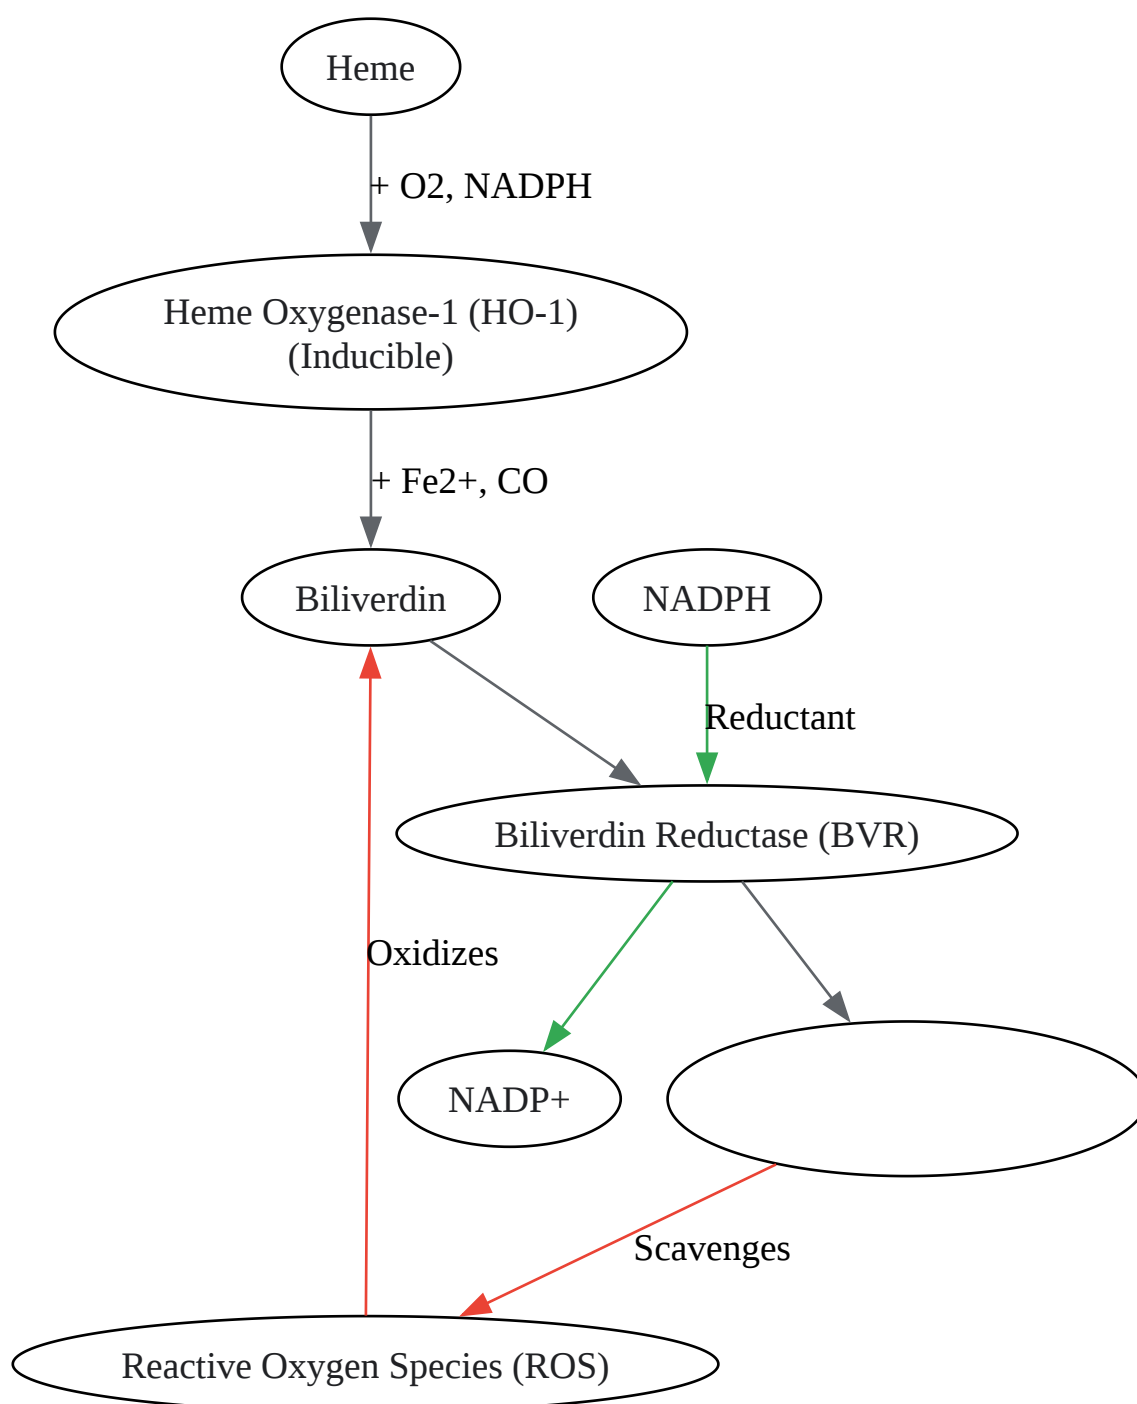 Heme
+ O2, NADPH
Heme Oxygenase-1 (HO-1)
(Inducible)
+ Fe2+, CO
Biliverdin
NADPH
Reductant
Biliverdin Reductase (BVR)
Oxidizes
NADP+
Scavenges
Reactive Oxygen Species (ROS)